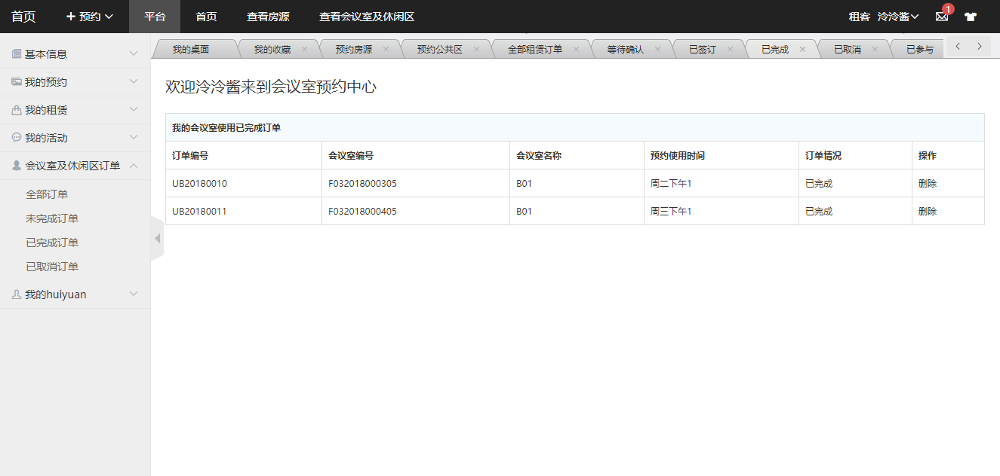 首页 预约 平台 首页 查看房源 查看会议室及休闲区 租客 泠泠酱 1
我的桌面 我的收藏 预约房源 预约公共区 全部租赁订单 等待确认 已签订 已完成 已取消 已参与
基本信息
我的预约
我的租赁
我的活动
会议室及休闲区订单
全部订单
未完成订单
已完成订单
已取消订单
我的huiyuan
欢迎泠泠酱来到会议室预约中心
我的会议室使用已完成订单
订单编号 会议室编号 会议室名称 预约使用时间 订单情况 操作
UB20180010 F032018000305 B01 周二下午1 已完成 删除
UB20180011 F032018000405 B01 周三下午1 已完成 删除